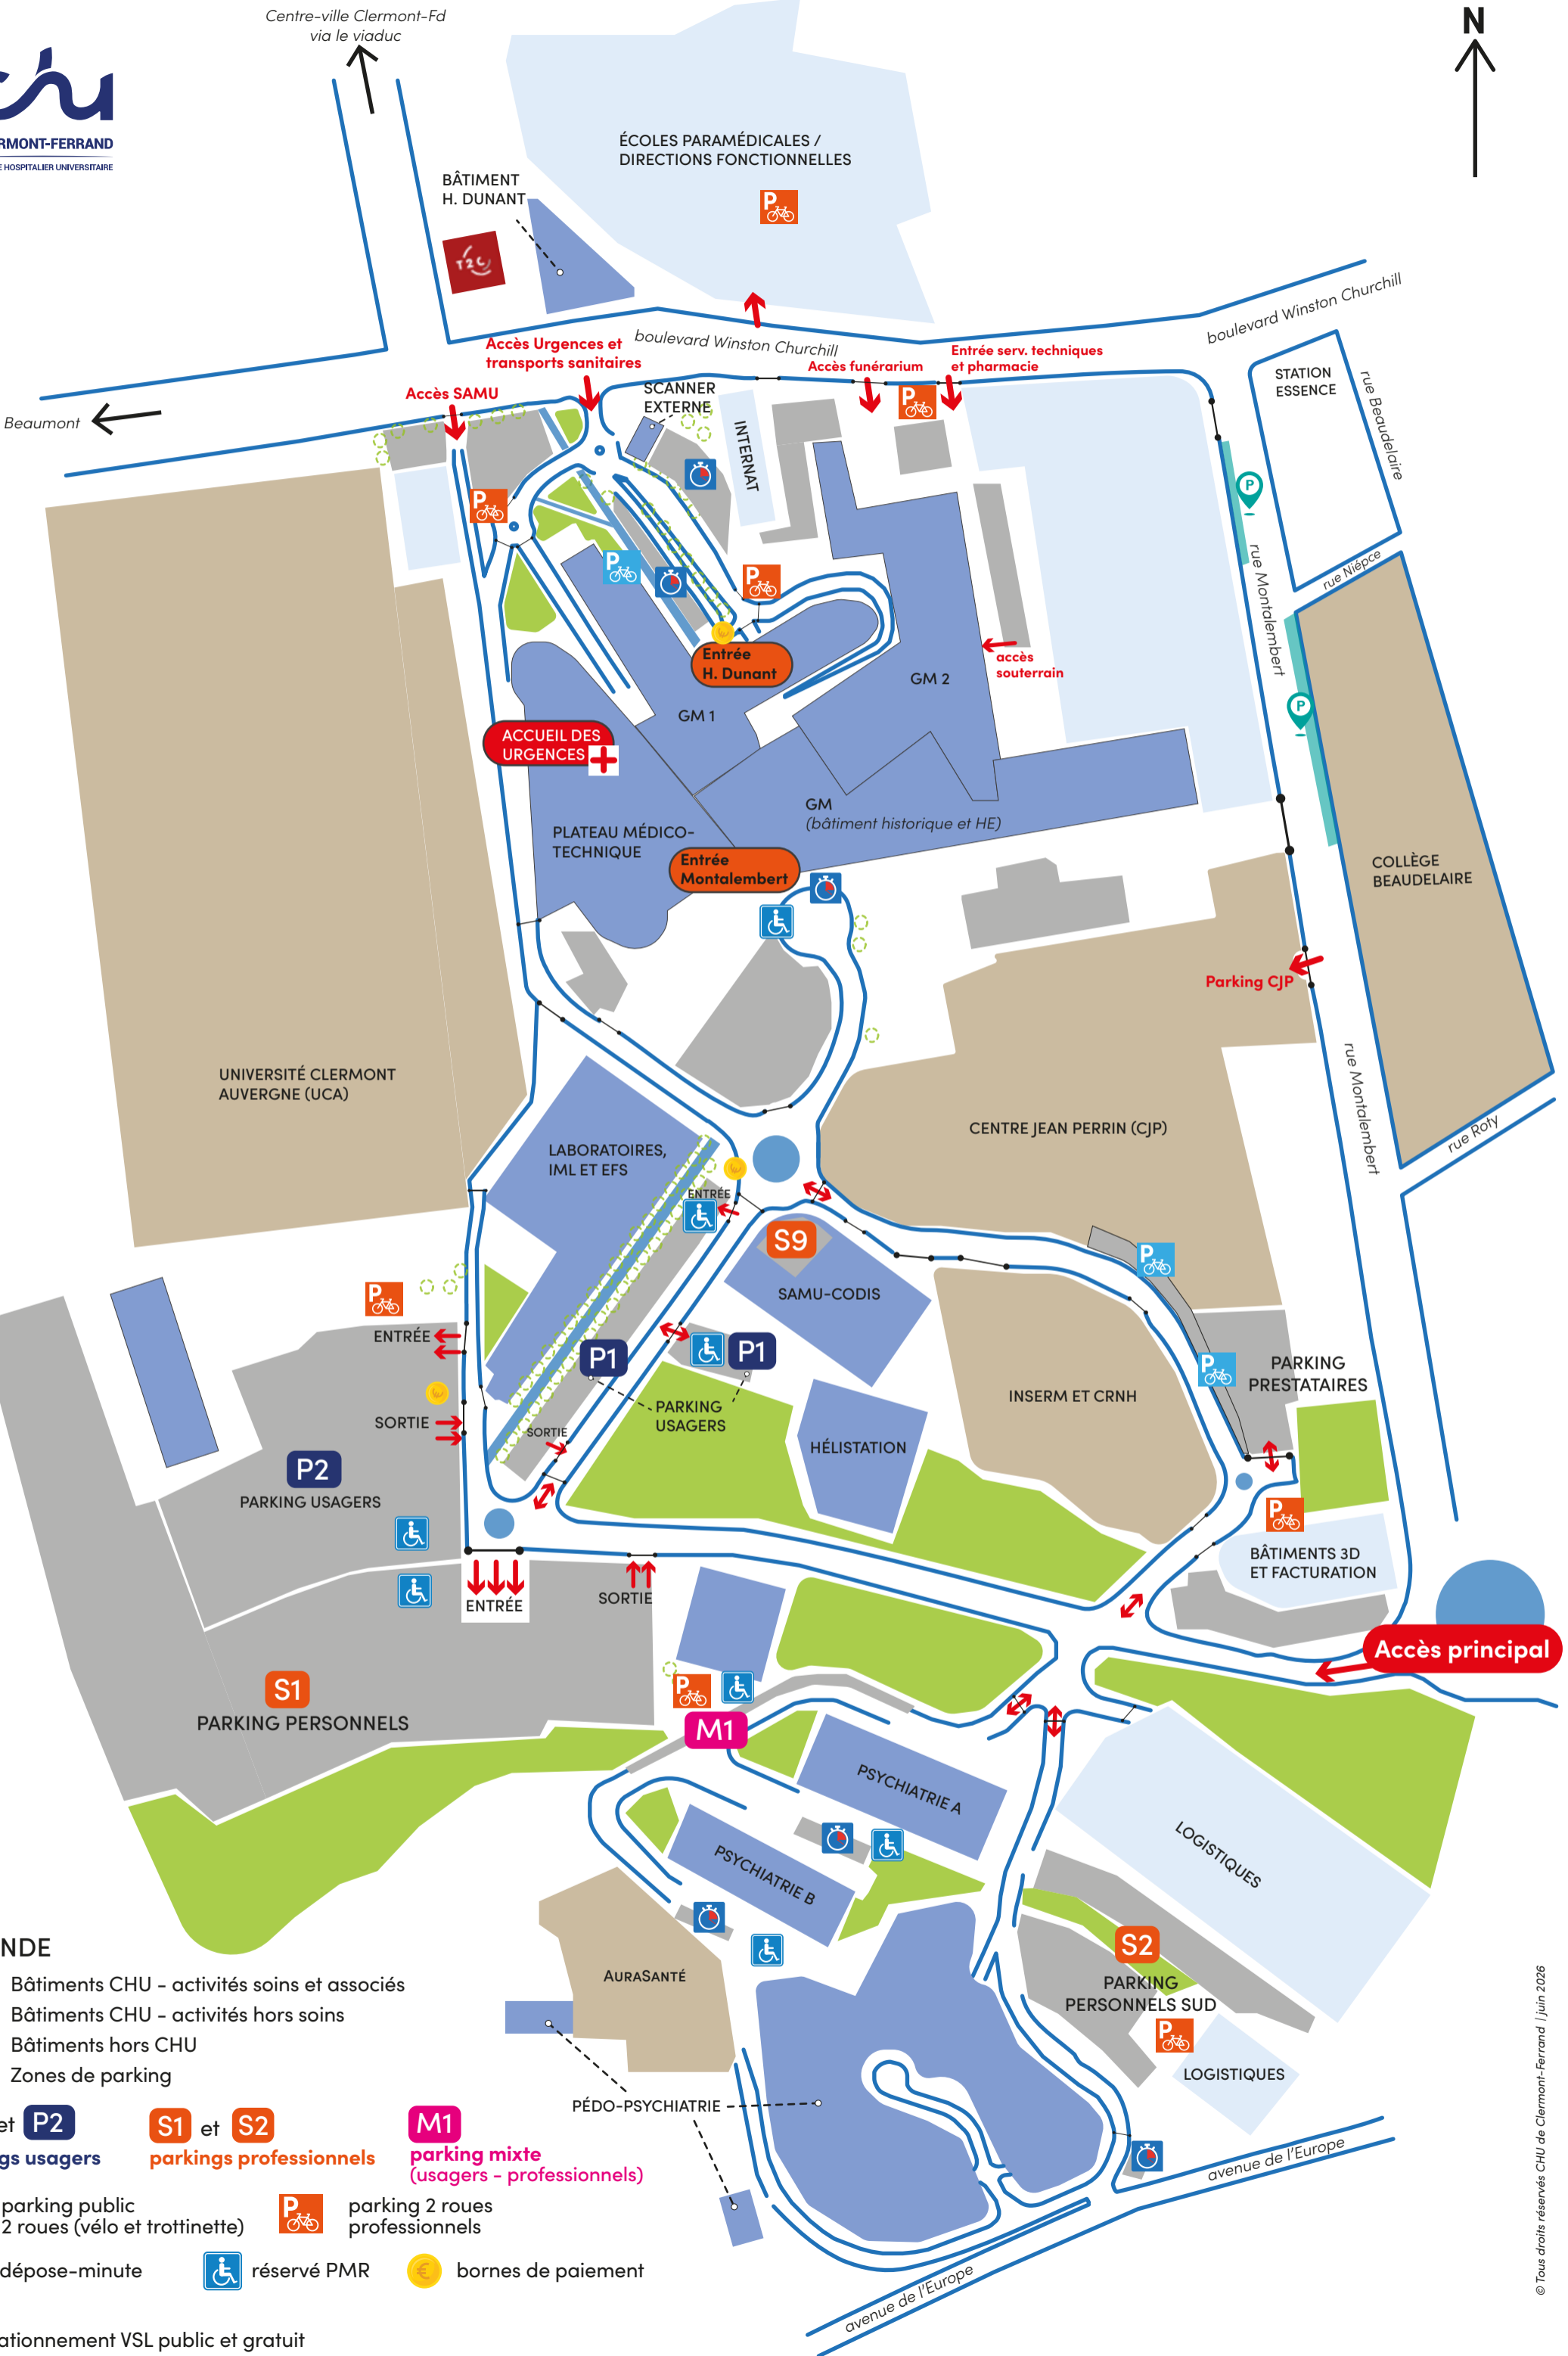 Centre-ville Clermont-Fd
via le viaduc
N
chu
RMONT-FERRAND
E HOSPITALIER UNIVERSITAIRE
ÉCOLES PARAMÉDICALES /
DIRECTIONS FONCTIONNELLES
P
BÂTIMENT
H. DUNANT
T2C
boulevard Winston Churchill
boulevard Winston Churchill
Accès Urgences et
transports sanitaires
Accès funérarium
Entrée serv. techniques
et pharmacie
Accès SAMU
SCANNER
EXTERNE
P
STATION
ESSENCE
rue Beaudelaire
Beaumont
INTERNAT
P
P
rue Niépce
rue Montalembert
P
P
Entrée
H. Dunant
accès
souterrain
GM 2
GM 1
P
ACCUEIL DES
URGENCES
GM
(bâtiment historique et HE)
PLATEAU MÉDICO-
TECHNIQUE
Entrée
Montalembert
COLLÈGE
BEAUDELAIRE
Parking CJP
rue Montalembert
UNIVERSITÉ CLERMONT
AUVERGNE (UCA)
CENTRE JEAN PERRIN (CJP)
rue Roty
LABORATOIRES,
IML ET EFS
ENTRÉE
S9
P
SAMU-CODIS
P
ENTRÉE
P1
P1
P
PARKING
PRESTATAIRES
INSERM ET CRNH
PARKING
USAGERS
SORTIE
SORTIE
HÉLISTATION
P2
PARKING USAGERS
P
BÂTIMENTS 3D
ET FACTURATION
ENTRÉE
SORTIE
Accès principal
S1
PARKING PERSONNELS
P
M1
PSYCHIATRIE A
LOGISTIQUES
PSYCHIATRIE B
S2
PARKING
PERSONNELS SUD
AURASANTÉ
P
LOGISTIQUES
PÉDO-PSYCHIATRIE
avenue de l'Europe
avenue de l'Europe
NDE
Bâtiments CHU - activités soins et associés
Bâtiments CHU - activités hors soins
Bâtiments hors CHU
Zones de parking
et P2
gs usagers
S1 et S2
parkings professionnels
M1
parking mixte
(usagers - professionnels)
parking public
2 roues (vélo et trottinette)
P
parking 2 roues
professionnels
dépose-minute
réservé PMR
€
bornes de paiement
ationnement VSL public et gratuit
© Tous droits réservés CHU de Clermont-Ferrand | juin 2026